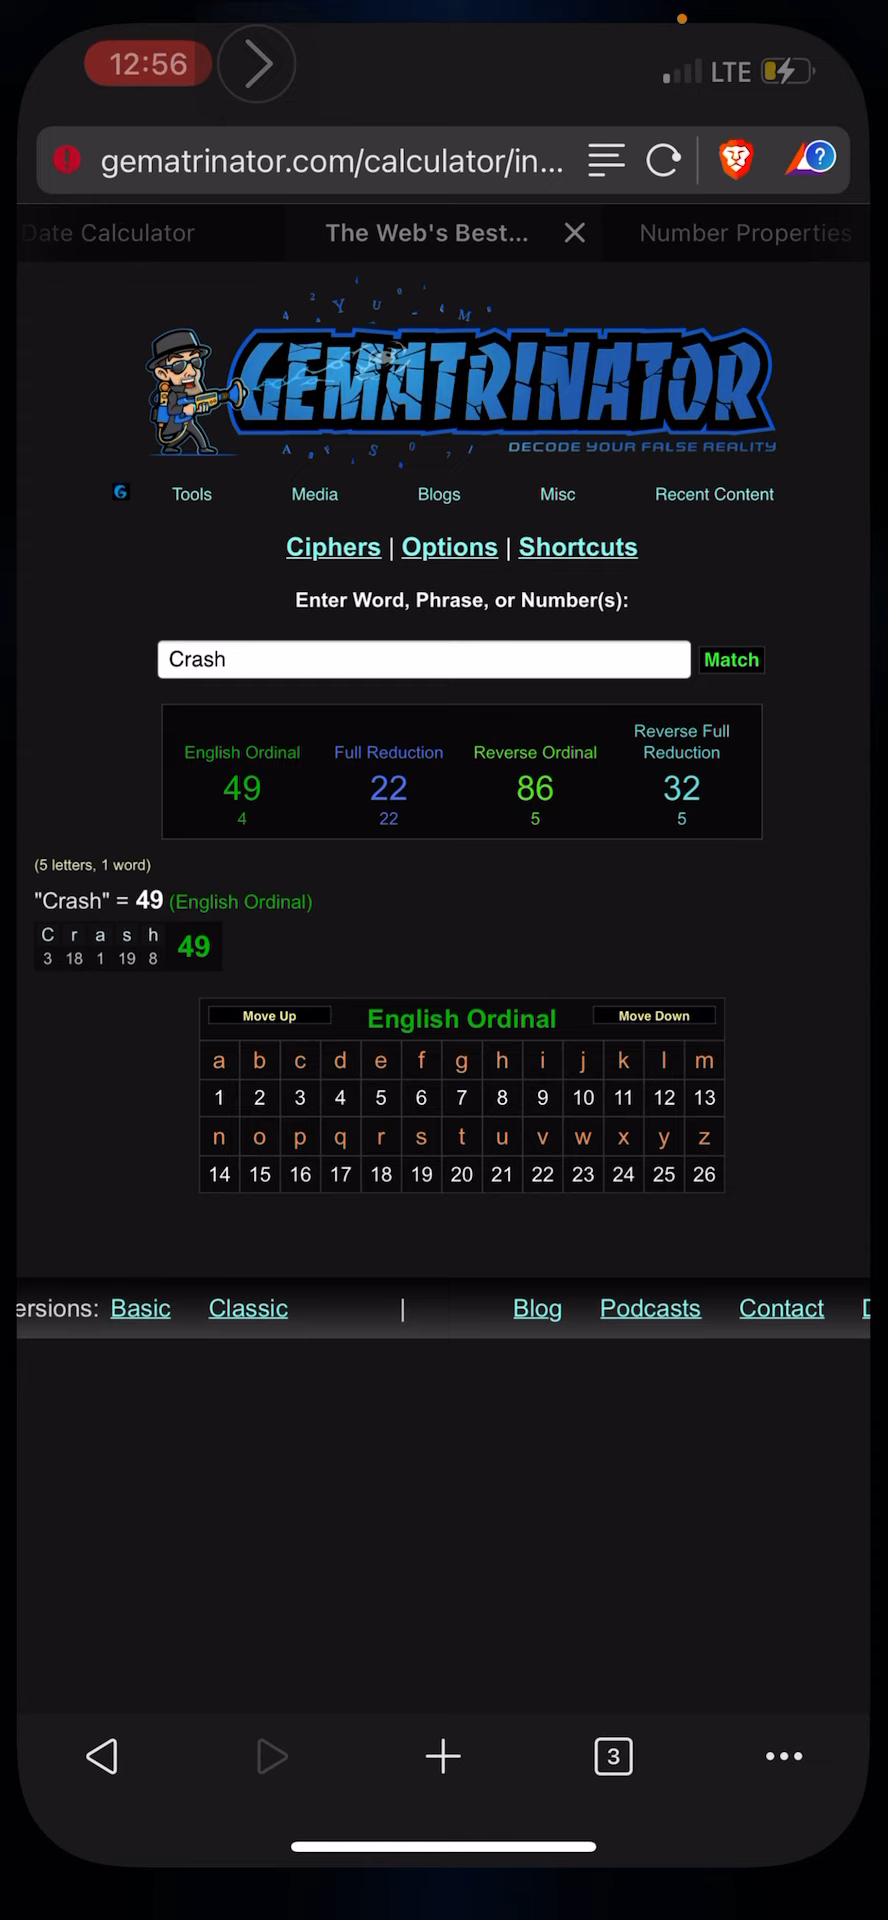 12:56
LTE
gematrinator.com/calculator/in...
Date Calculator The Web's Best... Number Properties
GEMATRINATOR
DECODE YOUR FALSE REALITY
G Tools Media Blogs Misc Recent Content
Ciphers | Options | Shortcuts
Enter Word, Phrase, or Number(s):
Crash Match
English Ordinal Full Reduction Reverse Ordinal Reverse Full Reduction
49 22 86 32
4 22 5 5
(5 letters, 1 word)
"Crash" = 49 (English Ordinal)
C r a s h 49
3 18 1 19 8
Move Up English Ordinal Move Down
a b c d e f g h i j k l m
1 2 3 4 5 6 7 8 9 10 11 12 13
n o p q r s t u v w x y z
14 15 16 17 18 19 20 21 22 23 24 25 26
ersions: Basic Classic | Blog Podcasts Contact
3